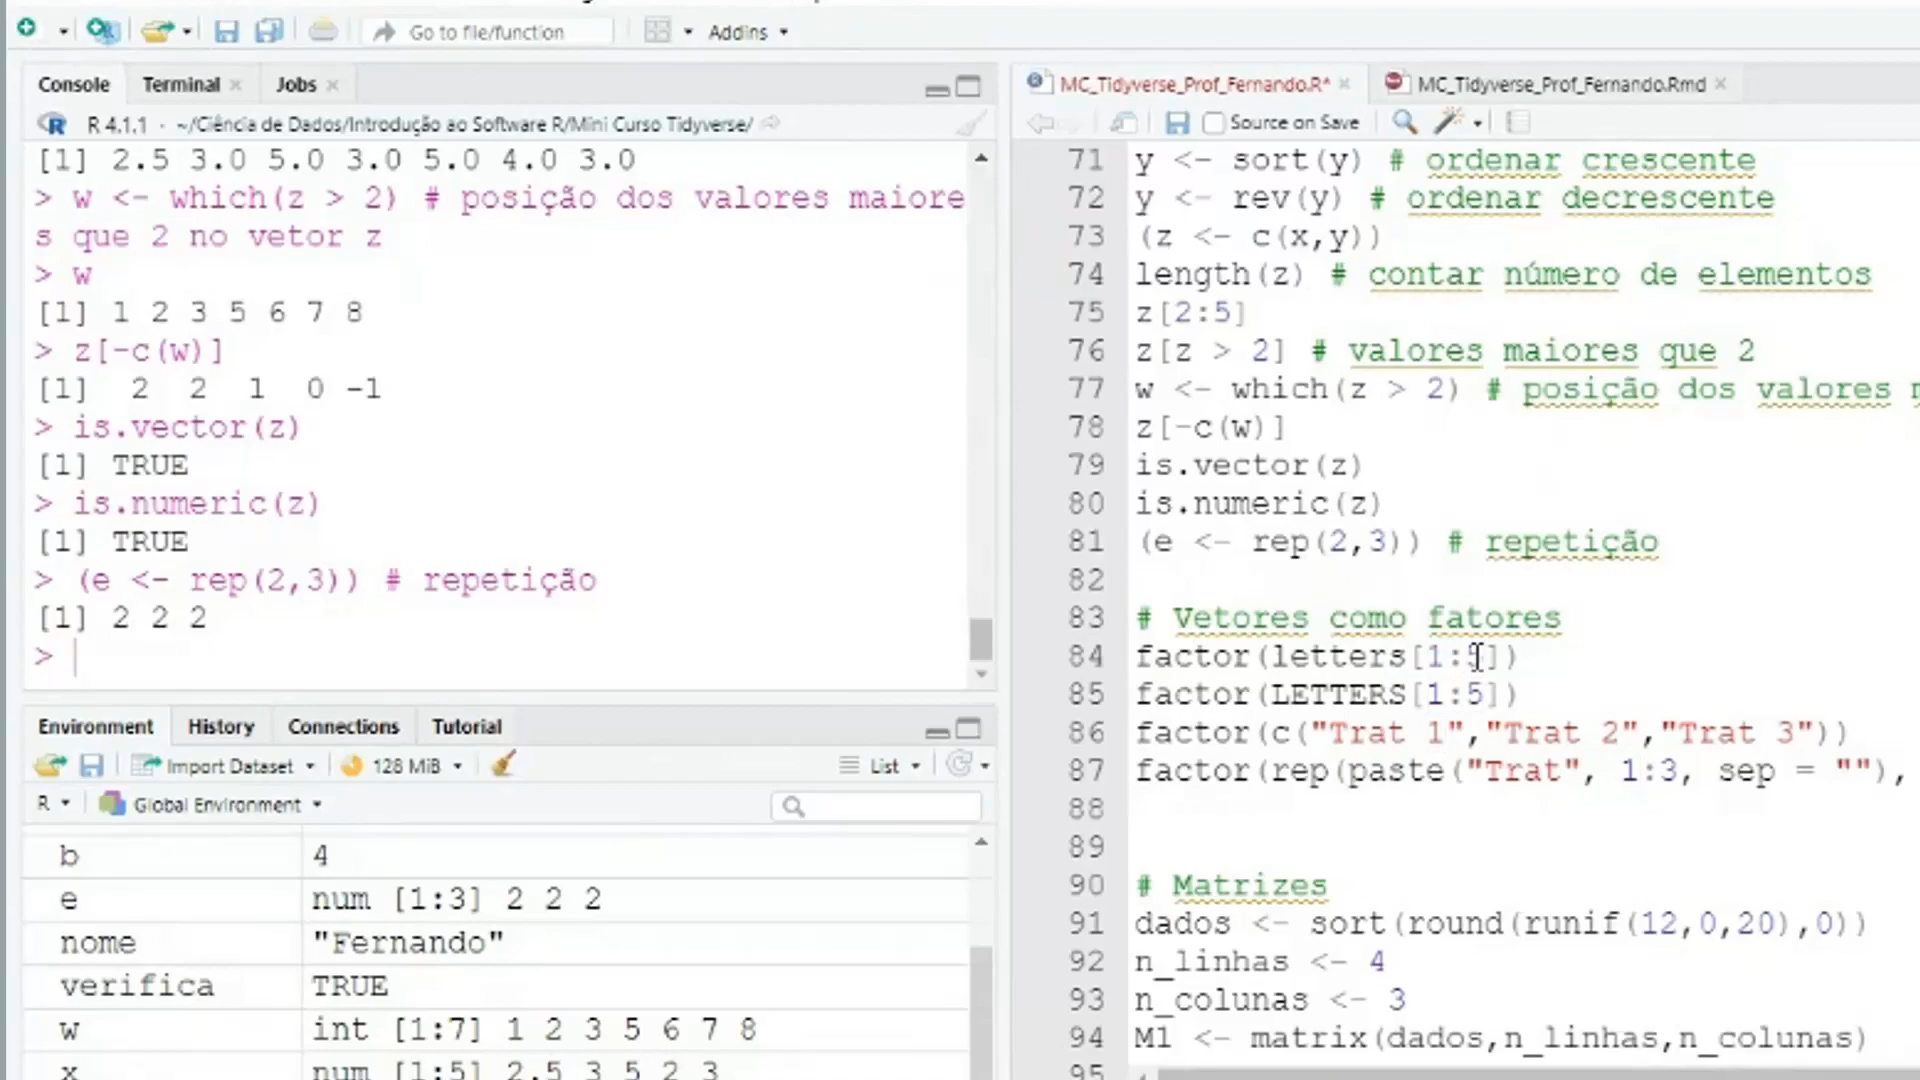 Go to file/function
Addins
Console
Terminal
Jobs
R 4.1.1 · ~/Ciência de Dados/Introdução ao Software R/Mini Curso Tidyverse/
[1] 2.5 3.0 5.0 3.0 5.0 4.0 3.0
> w <- which(z > 2) # posição dos valores maiore
s que 2 no vetor z
> w
[1] 1 2 3 5 6 7 8
> z[-c(w)]
[1]  2  2  1  0 -1
> is.vector(z)
[1] TRUE
> is.numeric(z)
[1] TRUE
> (e <- rep(2,3)) # repetição
[1] 2 2 2
>
Environment
History
Connections
Tutorial
Import Dataset
128 MiB
List
R
Global Environment
b 4
e num [1:3] 2 2 2
nome "Fernando"
verifica TRUE
w int [1:7] 1 2 3 5 6 7 8
x num [1:5] 2.5 3 5 2 3
MC_Tidyverse_Prof_Fernando.R*
MC_Tidyverse_Prof_Fernando.Rmd
Source on Save
71 y <- sort(y) # ordenar crescente
72 y <- rev(y) # ordenar decrescente
73 (z <- c(x,y))
74 length(z) # contar número de elementos
75 z[2:5]
76 z[z > 2] # valores maiores que 2
77 w <- which(z > 2) # posição dos valores
78 z[-c(w)]
79 is.vector(z)
80 is.numeric(z)
81 (e <- rep(2,3)) # repetição
82
83 # Vetores como fatores
84 factor(letters[1:5])
85 factor(LETTERS[1:5])
86 factor(c("Trat 1","Trat 2","Trat 3"))
87 factor(rep(paste("Trat", 1:3, sep = ""),
88
89
90 # Matrizes
91 dados <- sort(round(runif(12,0,20),0))
92 n_linhas <- 4
93 n_colunas <- 3
94 M1 <- matrix(dados,n_linhas,n_colunas)
95